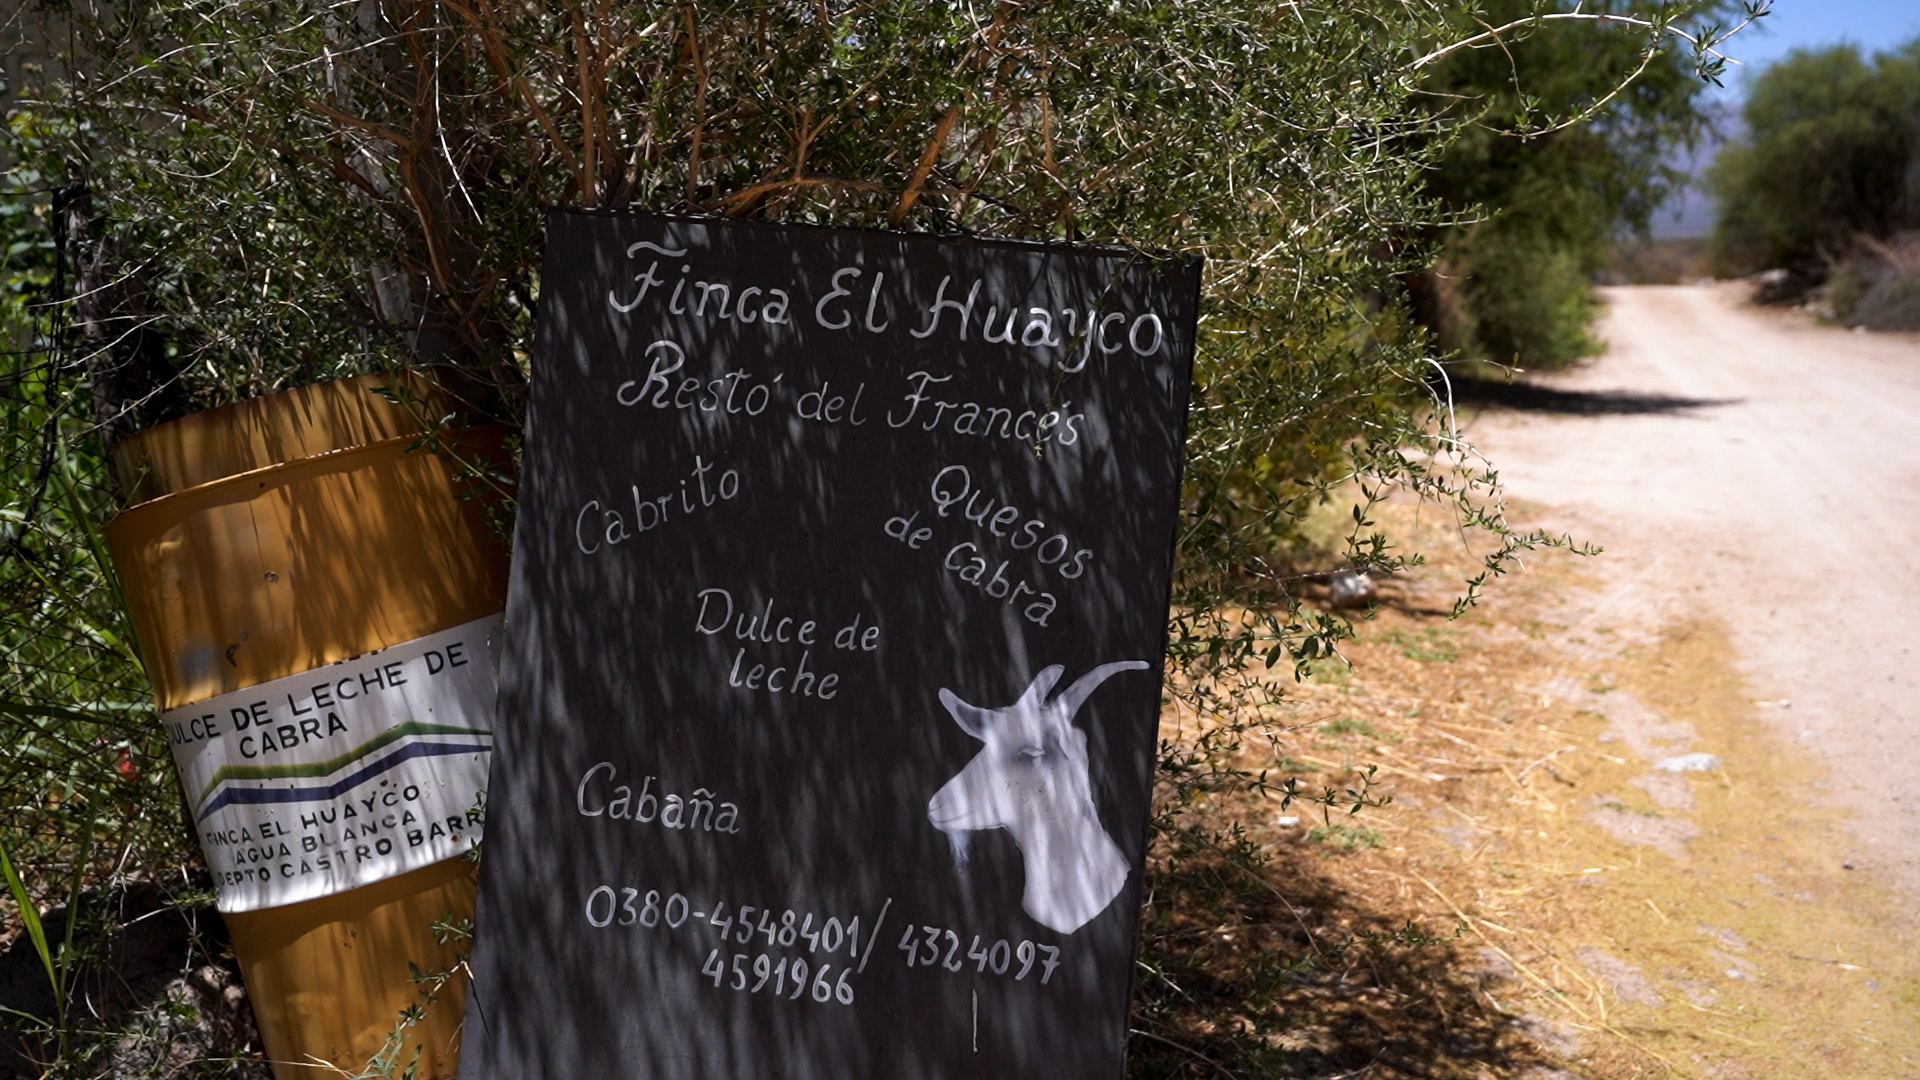 Finca El Huayco
Restó del Francés
Cabrito
Quesos
de cabra
Dulce de
leche
Cabaña
0380-4548401/ 4324097
4591966
DULCE DE LECHE DE
CABRA
FINCA EL HUAYCO
AGUA BLANCA
DEPTO CASTRO BARR